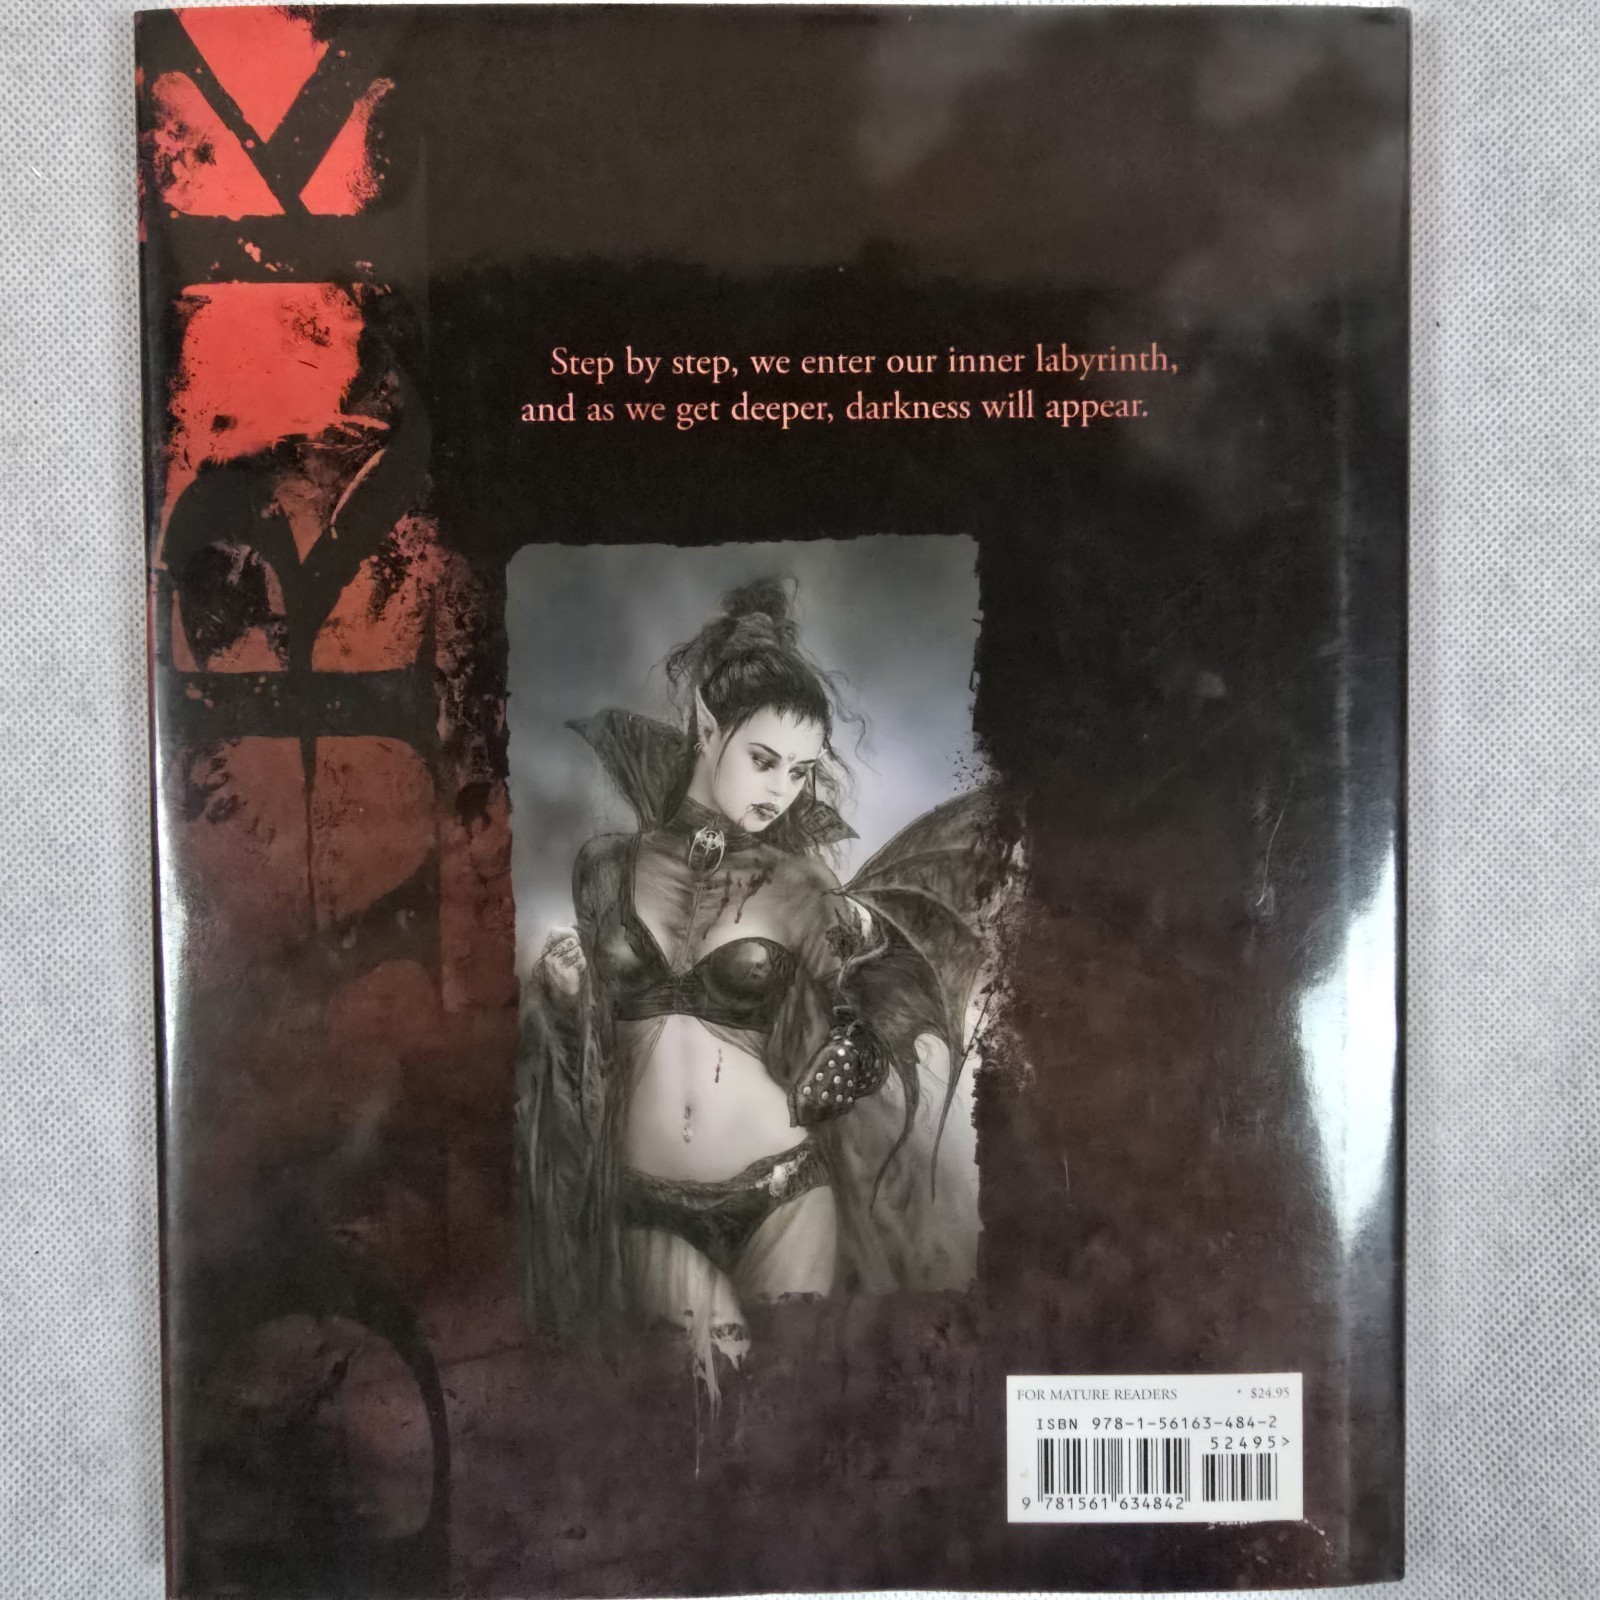 DARK
Step by step, we enter our inner labyrinth,
and as we get deeper, darkness will appear.
FOR MATURE READERS • $24.95
ISBN 978-1-56163-484-2
52495>
9 781561 634842